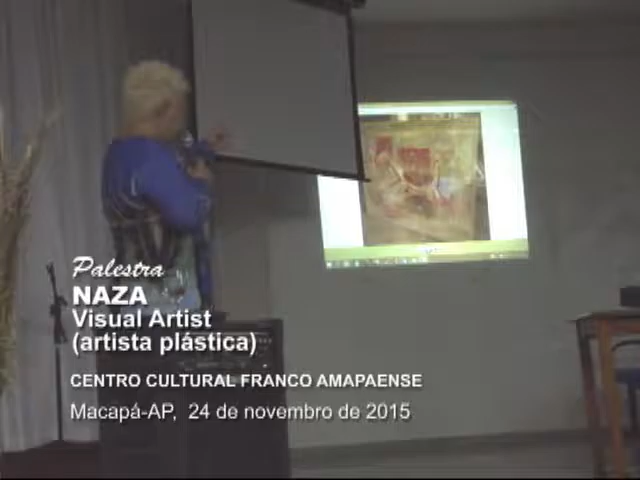 Palestra
NAZA
Visual Artist
(artista plástica)
CENTRO CULTURAL FRANCO AMAPAENSE
Macapá-AP, 24 de novembro de 2015